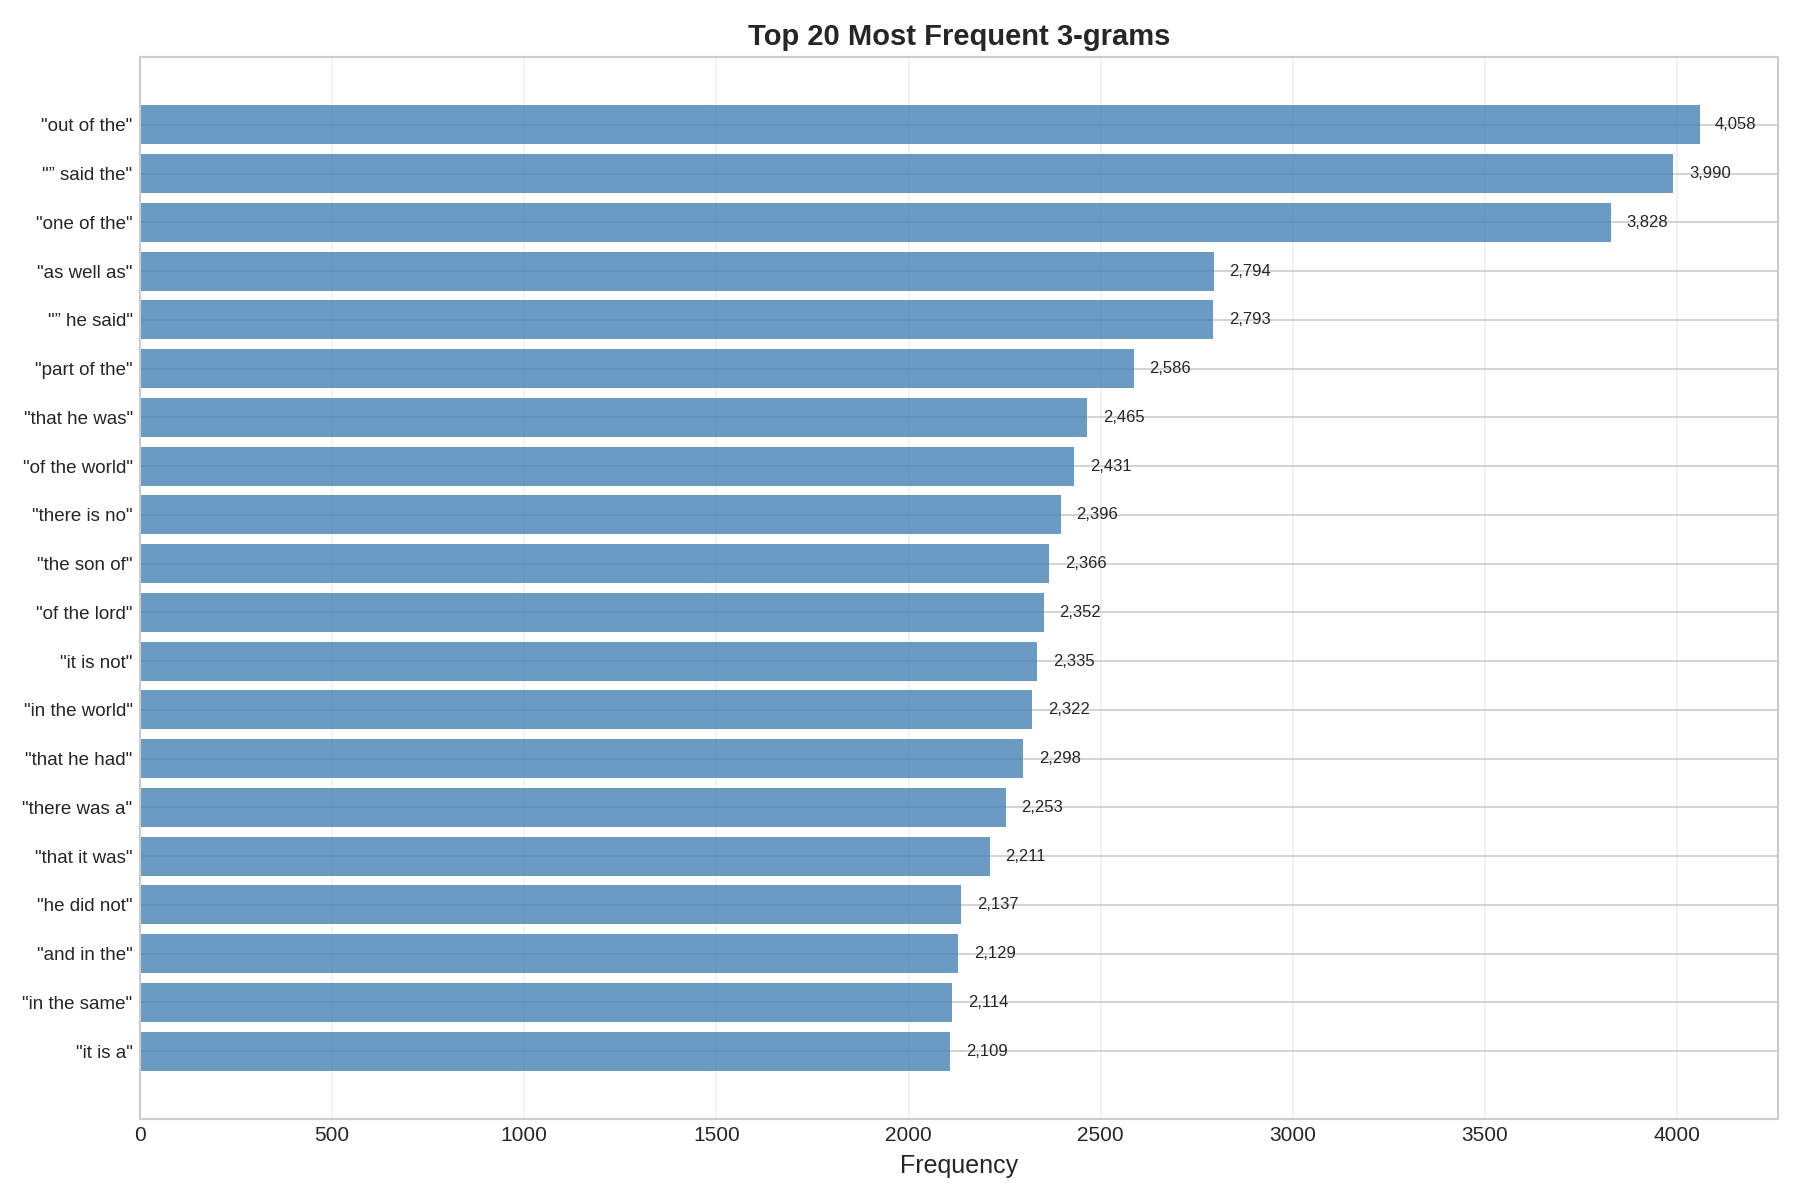 Top 20 Most Frequent 3-grams
"out of the" 4,058
"” said the" 3,990
"one of the" 3,828
"as well as" 2,794
"” he said" 2,793
"part of the" 2,586
"that he was" 2,465
"of the world" 2,431
"there is no" 2,396
"the son of" 2,366
"of the lord" 2,352
"it is not" 2,335
"in the world" 2,322
"that he had" 2,298
"there was a" 2,253
"that it was" 2,211
"he did not" 2,137
"and in the" 2,129
"in the same" 2,114
"it is a" 2,109
0 500 1000 1500 2000 2500 3000 3500 4000
Frequency